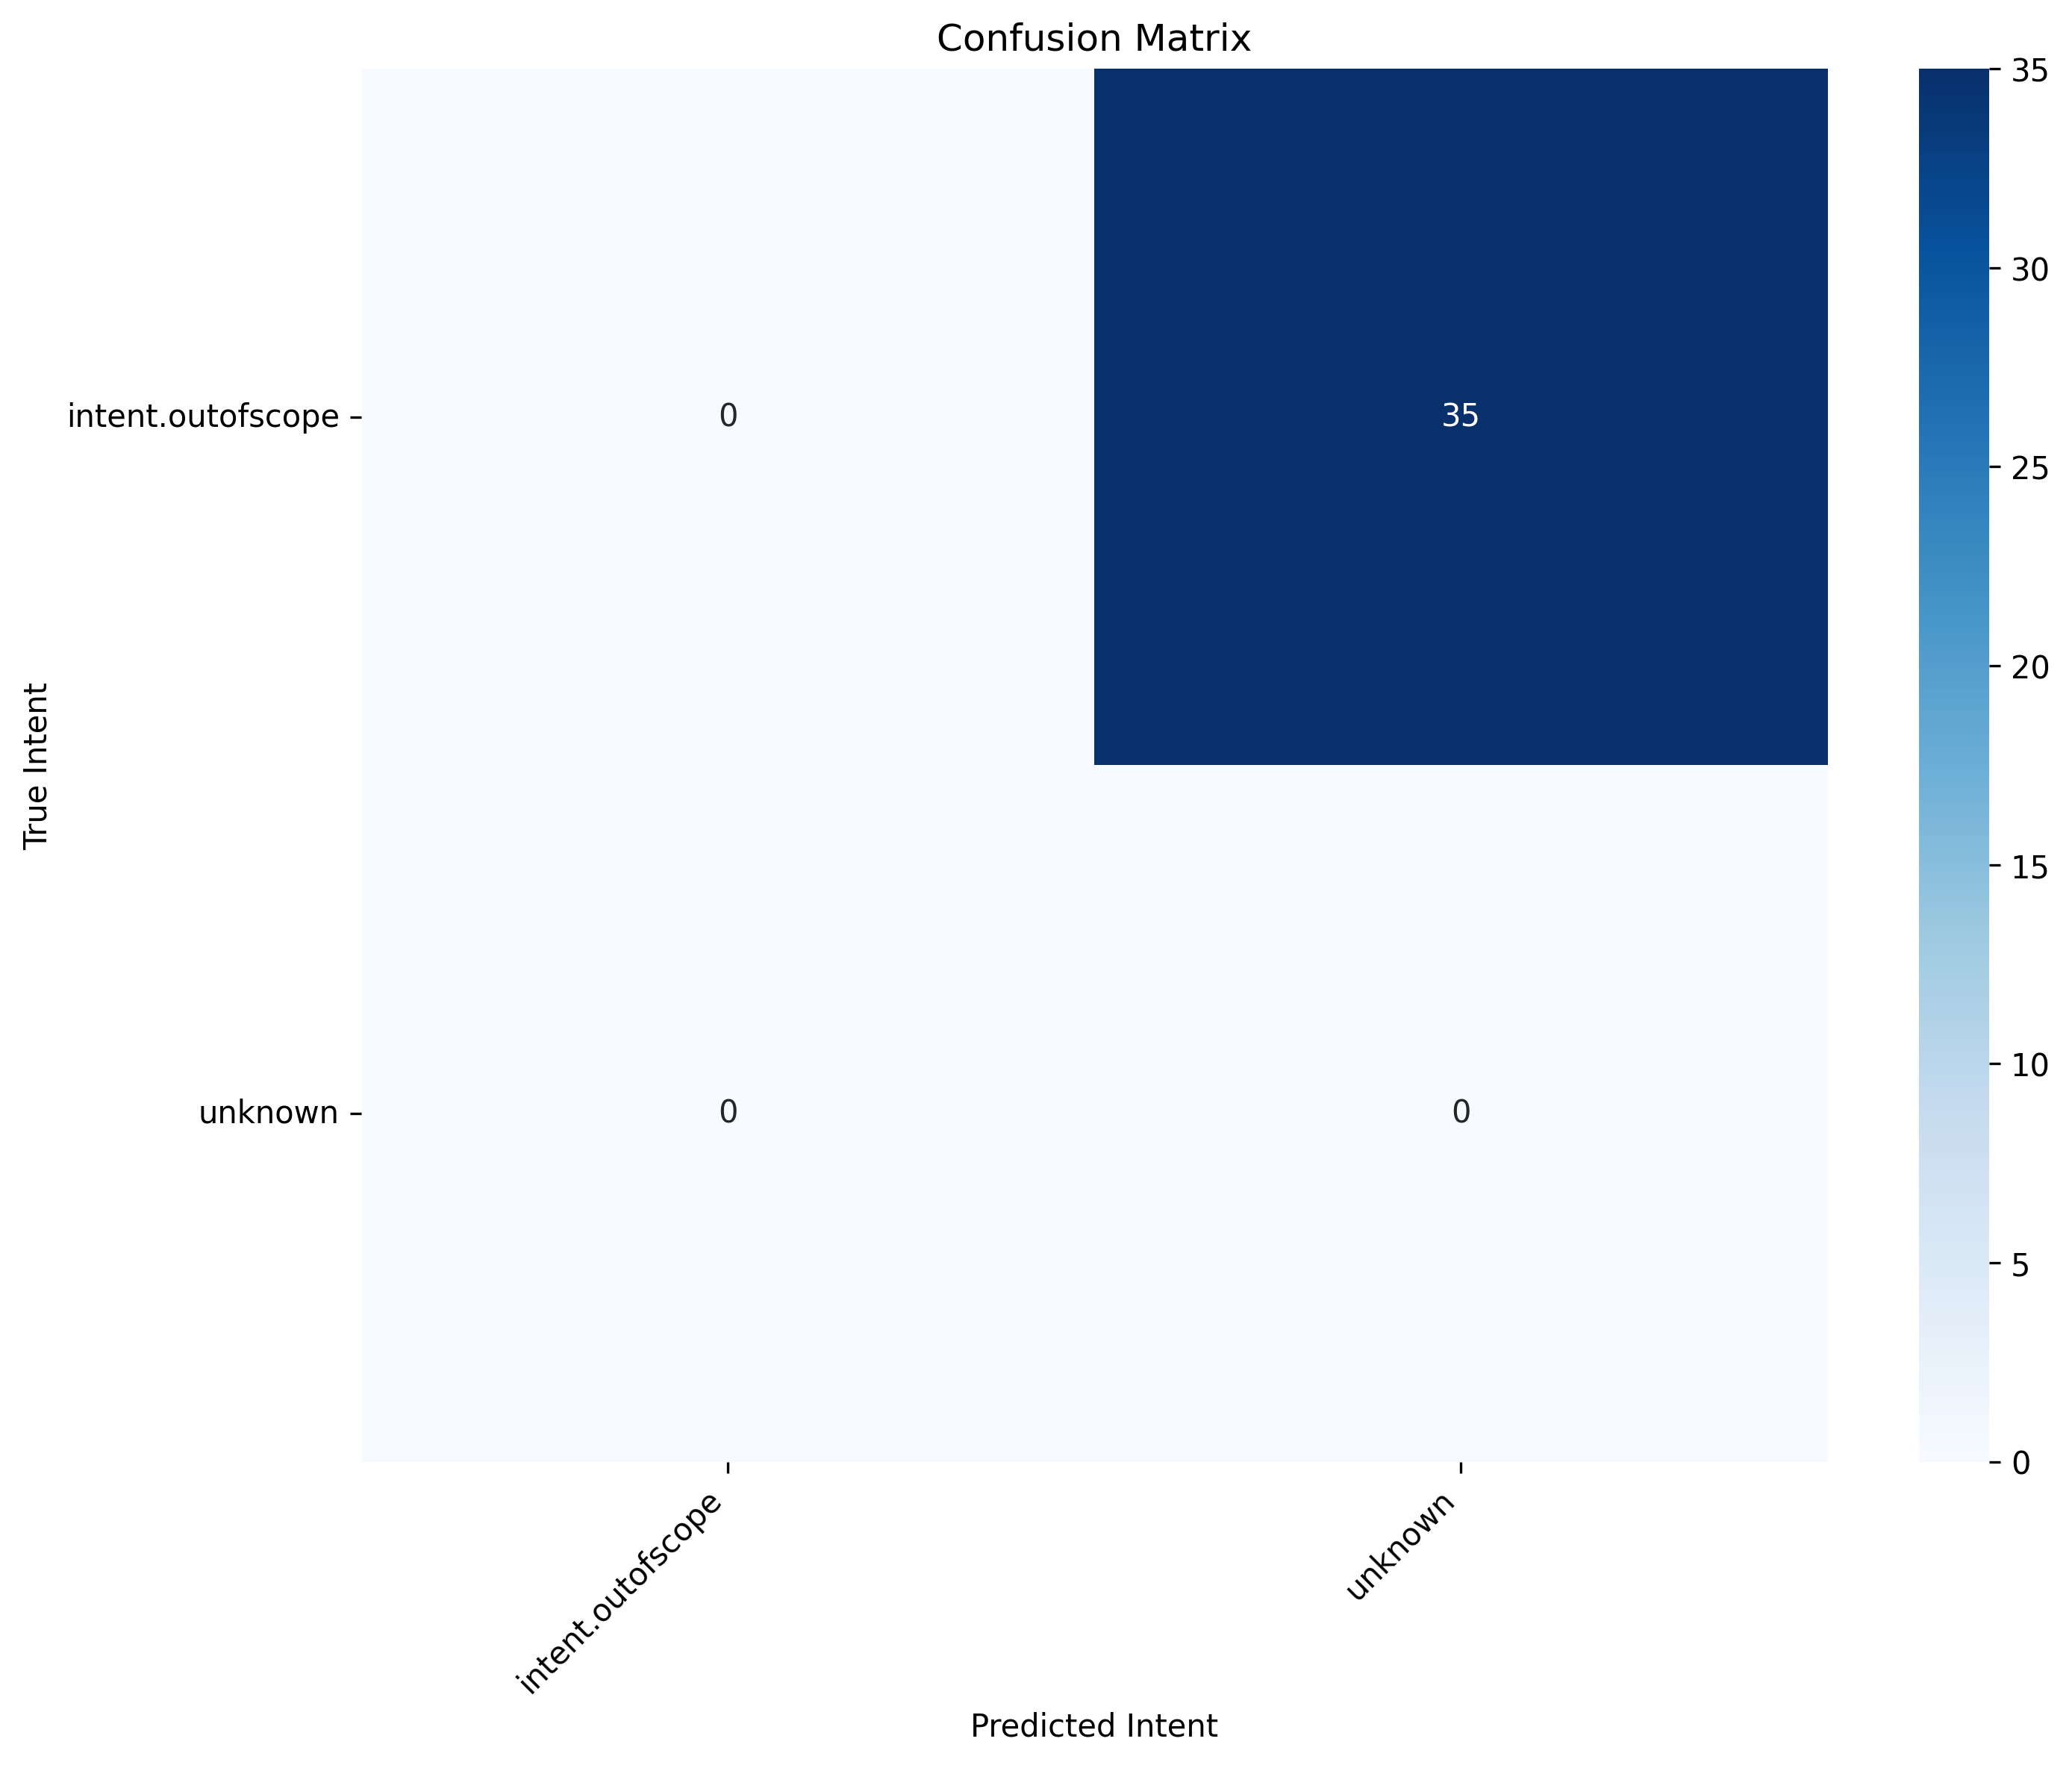 Confusion Matrix
True Intent
intent.outofscope
unknown
0
35
0
0
35
30
25
20
15
10
5
0
intent.outofscope
unknown
Predicted Intent